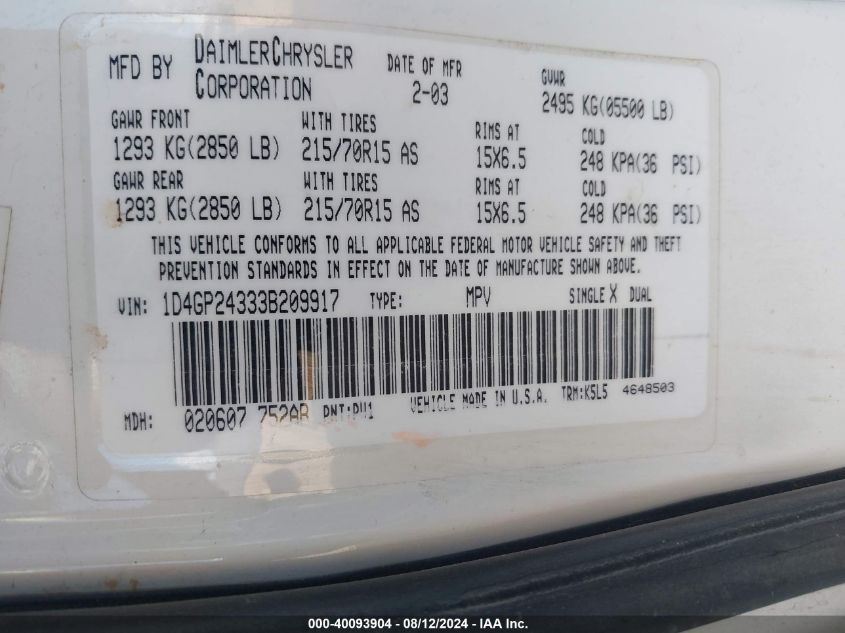 MFD BY DAIMLERCHRYSLER CORPORATION
DATE OF MFR 2-03
GVWR 2495 KG(05500 LB)
GAWR FRONT WITH TIRES RIMS AT COLD
1293 KG(2850 LB) 215/70R15 AS 15X6.5 248 KPA(36 PSI)
GAWR REAR WITH TIRES RIMS AT COLD
1293 KG(2850 LB) 215/70R15 AS 15X6.5 248 KPA(36 PSI)
THIS VEHICLE CONFORMS TO ALL APPLICABLE FEDERAL MOTOR VEHICLE SAFETY AND THEFT
PREVENTION STANDARDS IN EFFECT ON THE DATE OF MANUFACTURE SHOWN ABOVE.
VIN: 1D4GP24333B209917 TYPE: MPV SINGLE X DUAL
MDH: 020607 752AB PNT:PW1 VEHICLE MADE IN U.S.A. TRM:K5L5 4648503
000-40093904 - 08/12/2024 - IAA Inc.